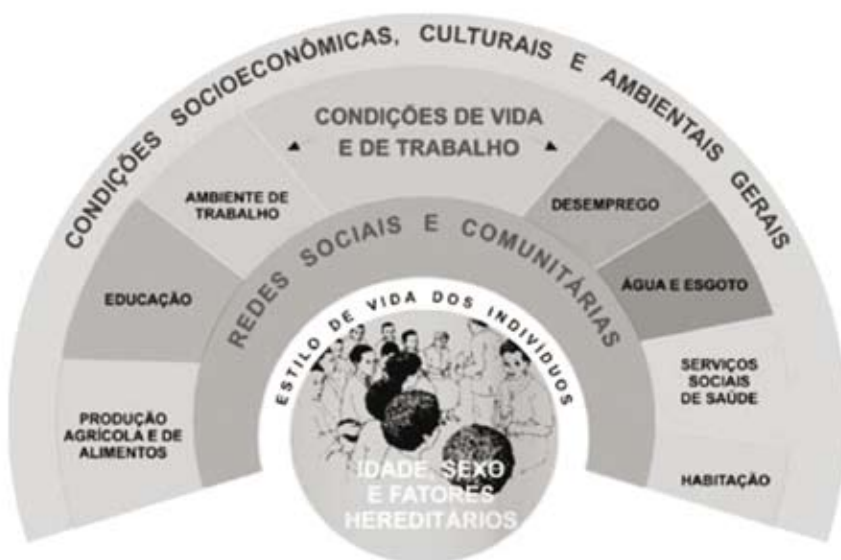 CONDIÇÕES SOCIOECONÔMICAS, CULTURAIS E AMBIENTAIS GERAIS
CONDIÇÕES DE VIDA
E DE TRABALHO
AMBIENTE DE
TRABALHO
DESEMPREGO
EDUCAÇÃO
ÁGUA E ESGOTO
PRODUÇÃO
AGRÍCOLA E DE
ALIMENTOS
SERVIÇOS
SOCIAIS
DE SAÚDE
HABITAÇÃO
REDES SOCIAIS E COMUNITÁRIAS
ESTILO DE VIDA DOS INDIVÍDUOS
IDADE, SEXO
E FATORES
HEREDITÁRIOS